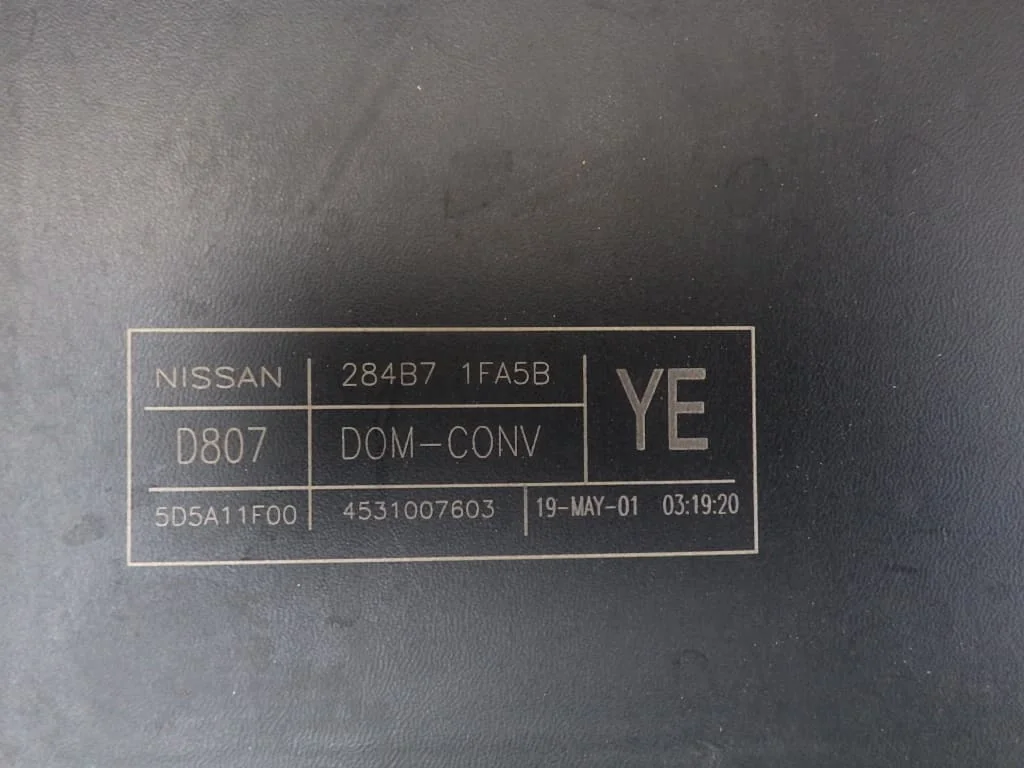 NISSAN 284B7 1FA5B YE
D807 DOM-CONV
5D5A11F00 4531007603 19-MAY-01 03:19:20